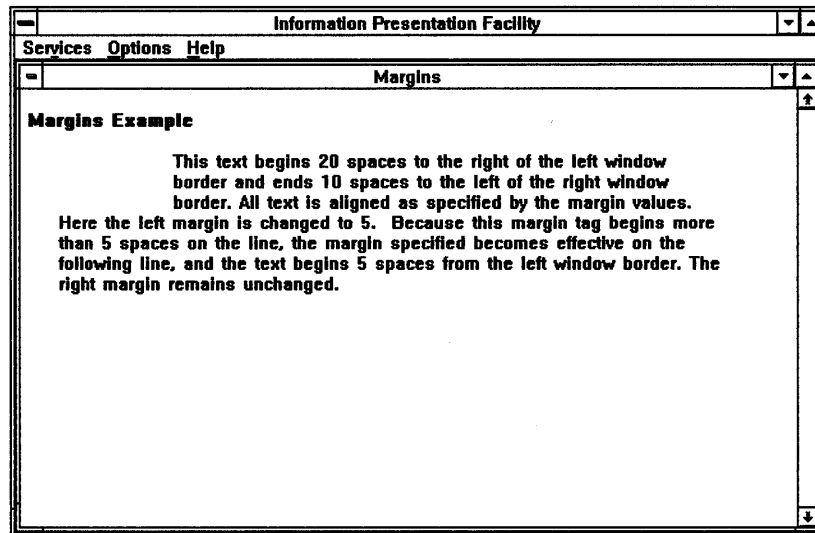 Information Presentation Facility
Services Options Help
Margins
Margins Example
This text begins 20 spaces to the right of the left window
border and ends 10 spaces to the left of the right window
border. All text is aligned as specified by the margin values.
Here the left margin is changed to 5. Because this margin tag begins more
than 5 spaces on the line, the margin specified becomes effective on the
following line, and the text begins 5 spaces from the left window border. The
right margin remains unchanged.